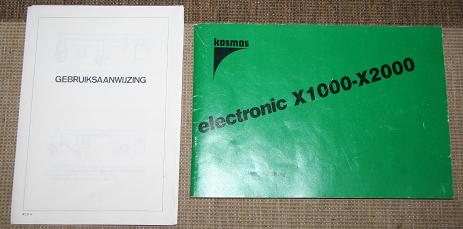 GEBRUIKSAANWIJZING
kosmos
electronic X1000-X2000